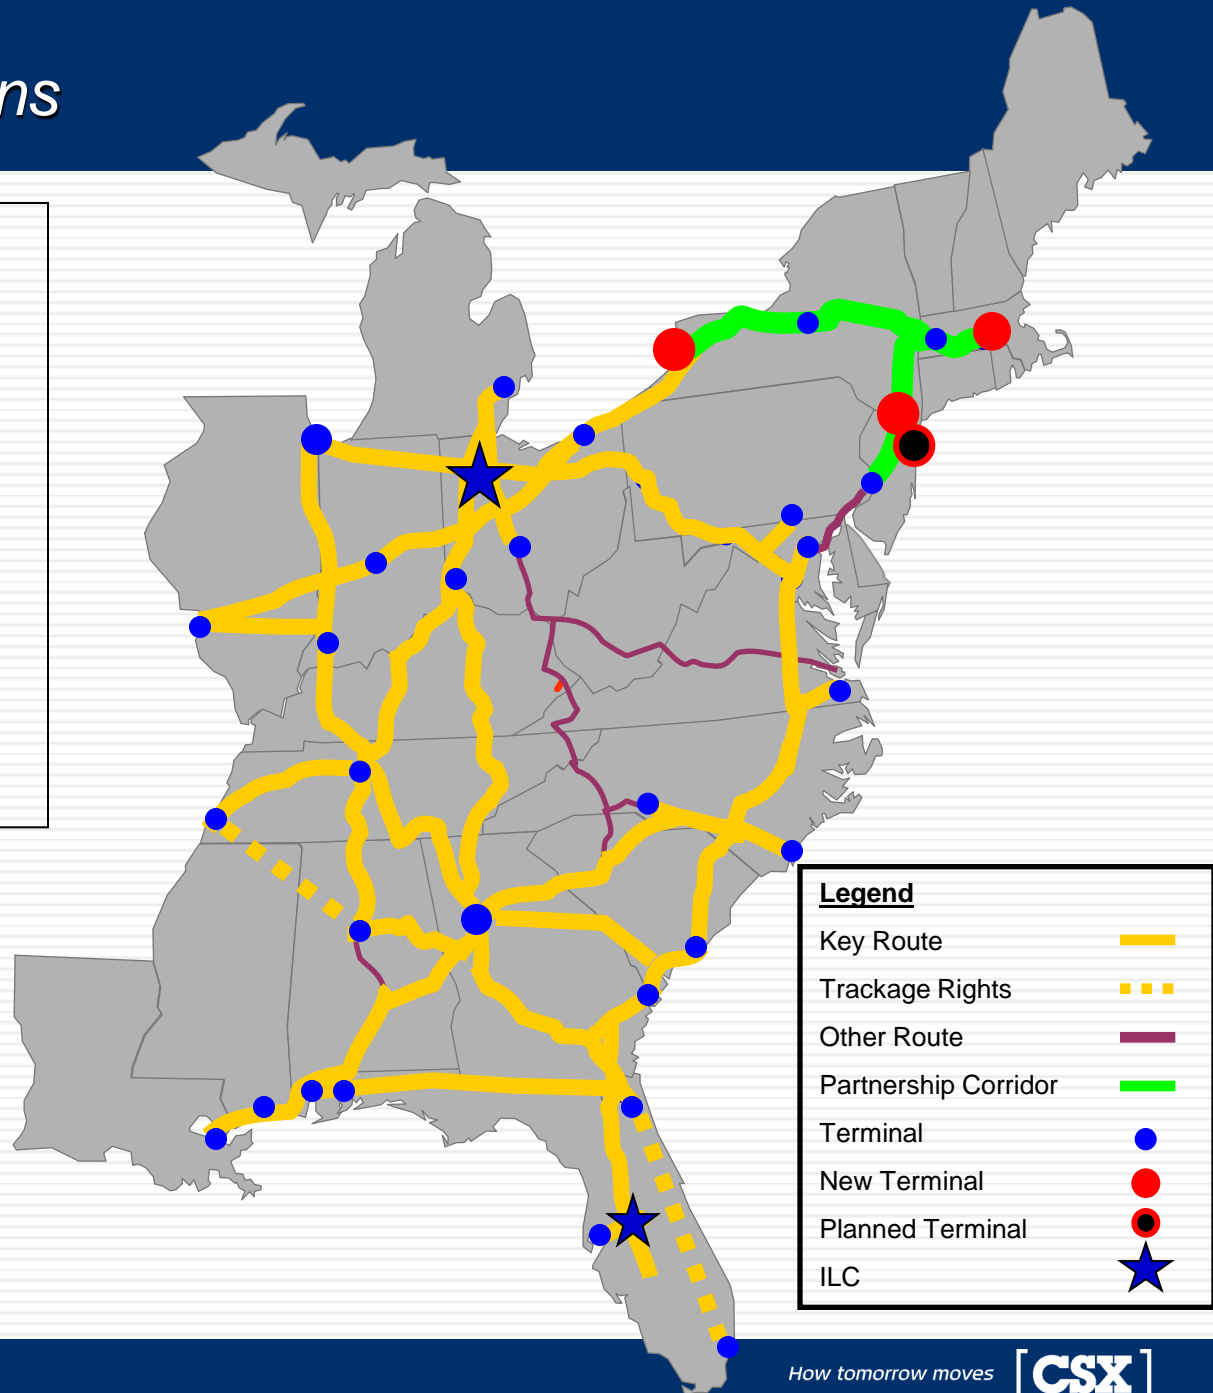 ns
Legend
Key Route
Trackage Rights
Other Route
Partnership Corridor
Terminal
New Terminal
Planned Terminal
ILC
How tomorrow moves [CSX]